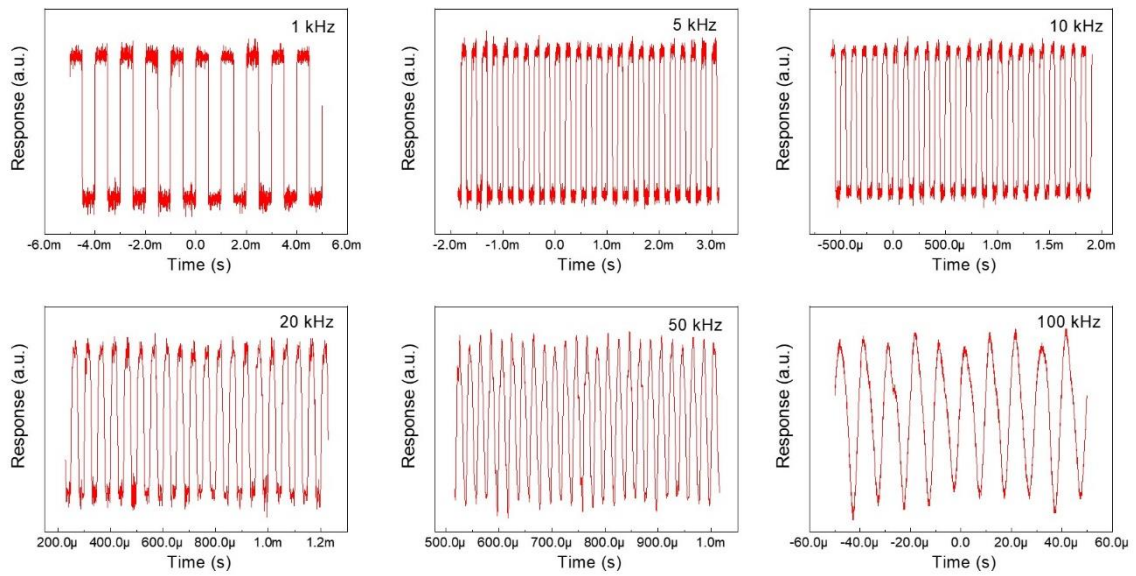 1 kHz
Response (a.u.)
-6.0m -4.0m -2.0m 0.0 2.0m 4.0m 6.0m
Time (s)
5 kHz
Response (a.u.)
-2.0m -1.0m 0.0 1.0m 2.0m 3.0m
Time (s)
10 kHz
Response (a.u.)
-500.0μ 0.0 500.0μ 1.0m 1.5m 2.0m
Time (s)
20 kHz
Response (a.u.)
200.0μ 400.0μ 600.0μ 800.0μ 1.0m 1.2m
Time (s)
50 kHz
Response (a.u.)
500.0μ 600.0μ 700.0μ 800.0μ 900.0μ 1.0m
Time (s)
100 kHz
Response (a.u.)
-60.0μ -40.0μ -20.0μ 0.0 20.0μ 40.0μ 60.0μ
Time (s)